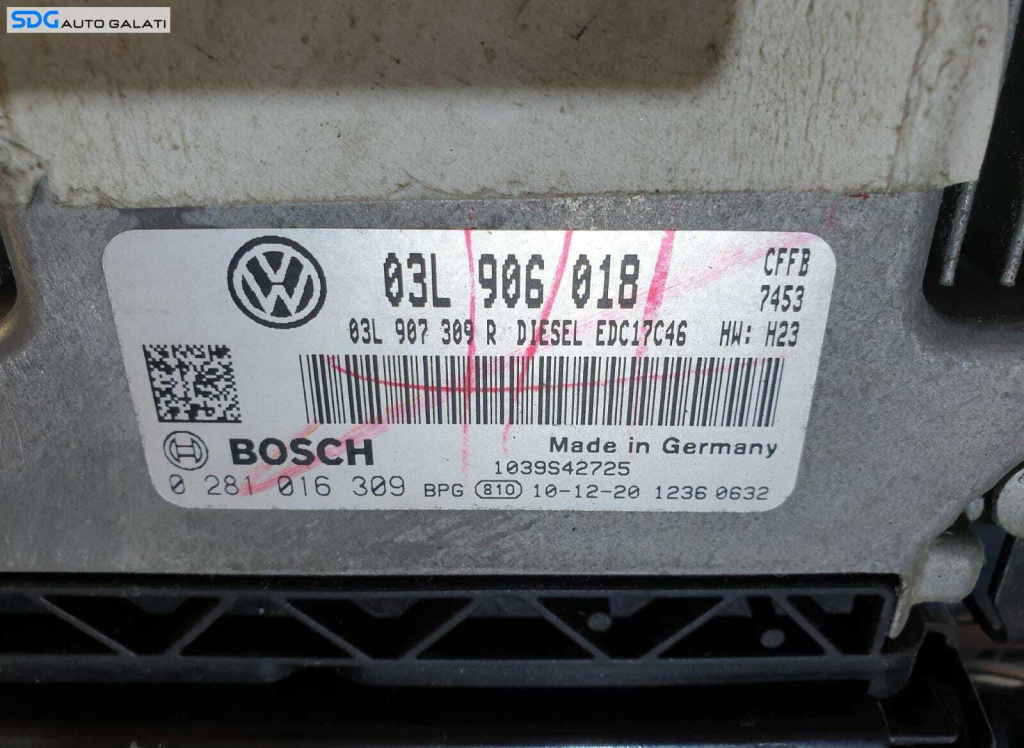 SDG AUTO GALATI
03L 906 018
CFFB
7453
03L 907 309 R DIESEL EDC17C46 HW: H23
BOSCH
Made in Germany
1039S42725
0 281 016 309 BPG 810 10-12-20 1236 0632